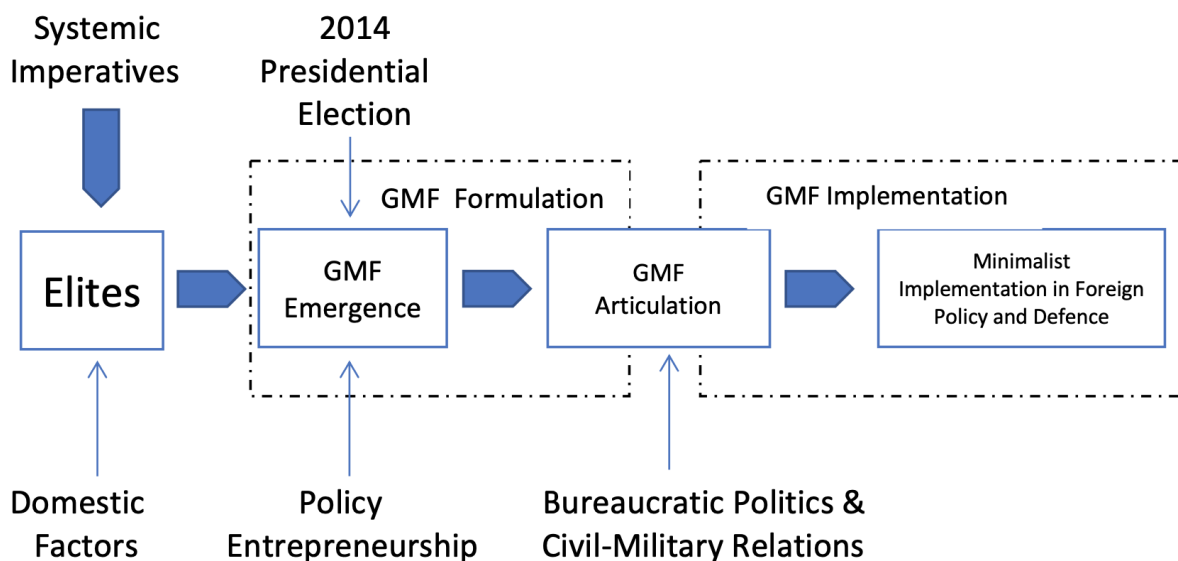 Systemic
Imperatives
2014
Presidential
Election
GMF Formulation
GMF Implementation
Elites
GMF
Emergence
GMF
Articulation
Minimalist
Implementation in Foreign
Policy and Defence
Domestic
Factors
Policy
Entrepreneurship
Bureaucratic Politics &
Civil-Military Relations